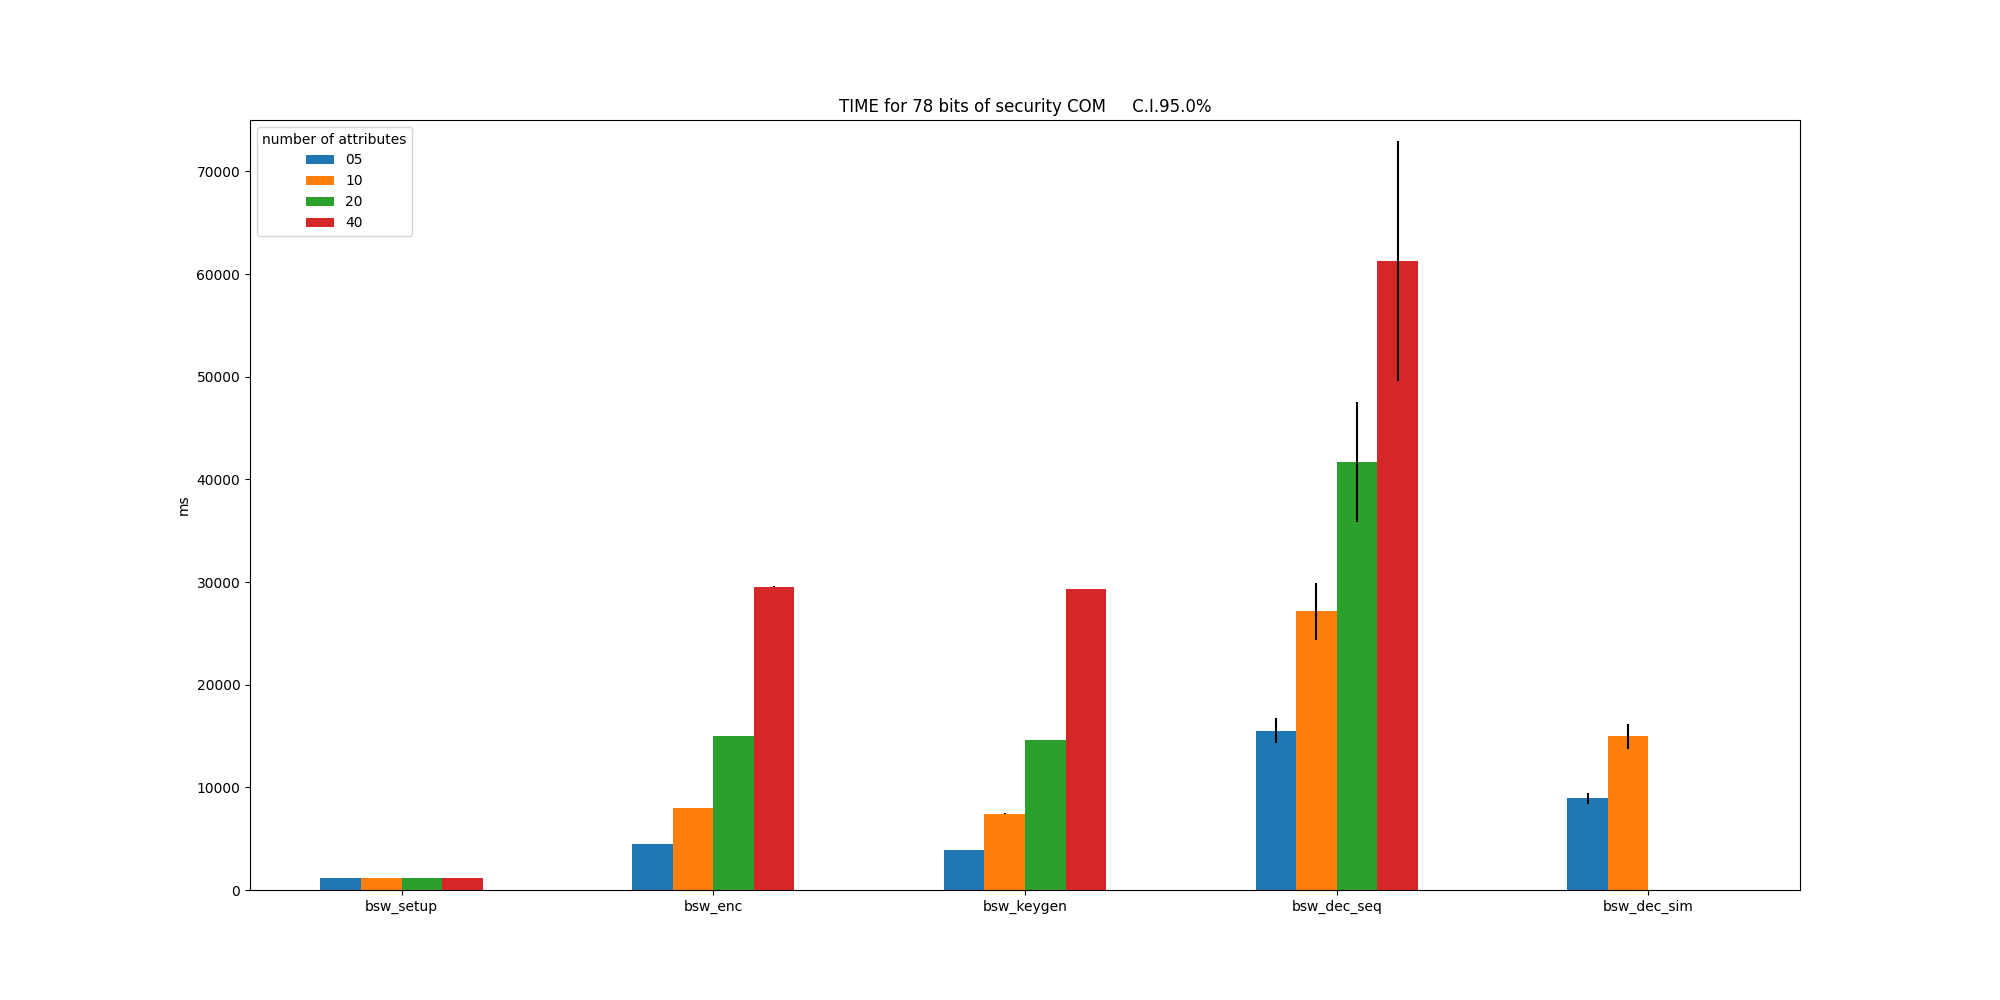 TIME for 78 bits of security COM     C.I.95.0%
number of attributes
05
10
20
40
70000
60000
50000
40000
30000
20000
10000
0
ms
bsw_setup
bsw_enc
bsw_keygen
bsw_dec_seq
bsw_dec_sim